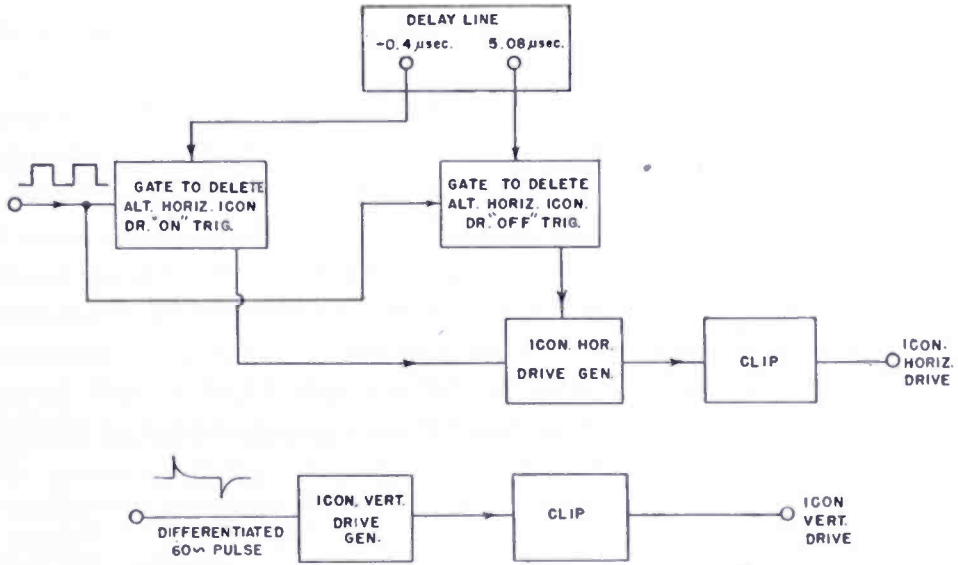 DELAY LINE
-0.4 µsec. 5.08 µsec.
GATE TO DELETE
ALT. HORIZ. ICON
DR. "ON" TRIG.
GATE TO DELETE
ALT. HORIZ. ICON.
DR. "OFF" TRIG.
ICON. HOR.
DRIVE GEN.
CLIP
ICON.
HORIZ.
DRIVE
DIFFERENTIATED
60~ PULSE
ICON. VERT.
DRIVE
GEN.
CLIP
ICON
VERT.
DRIVE